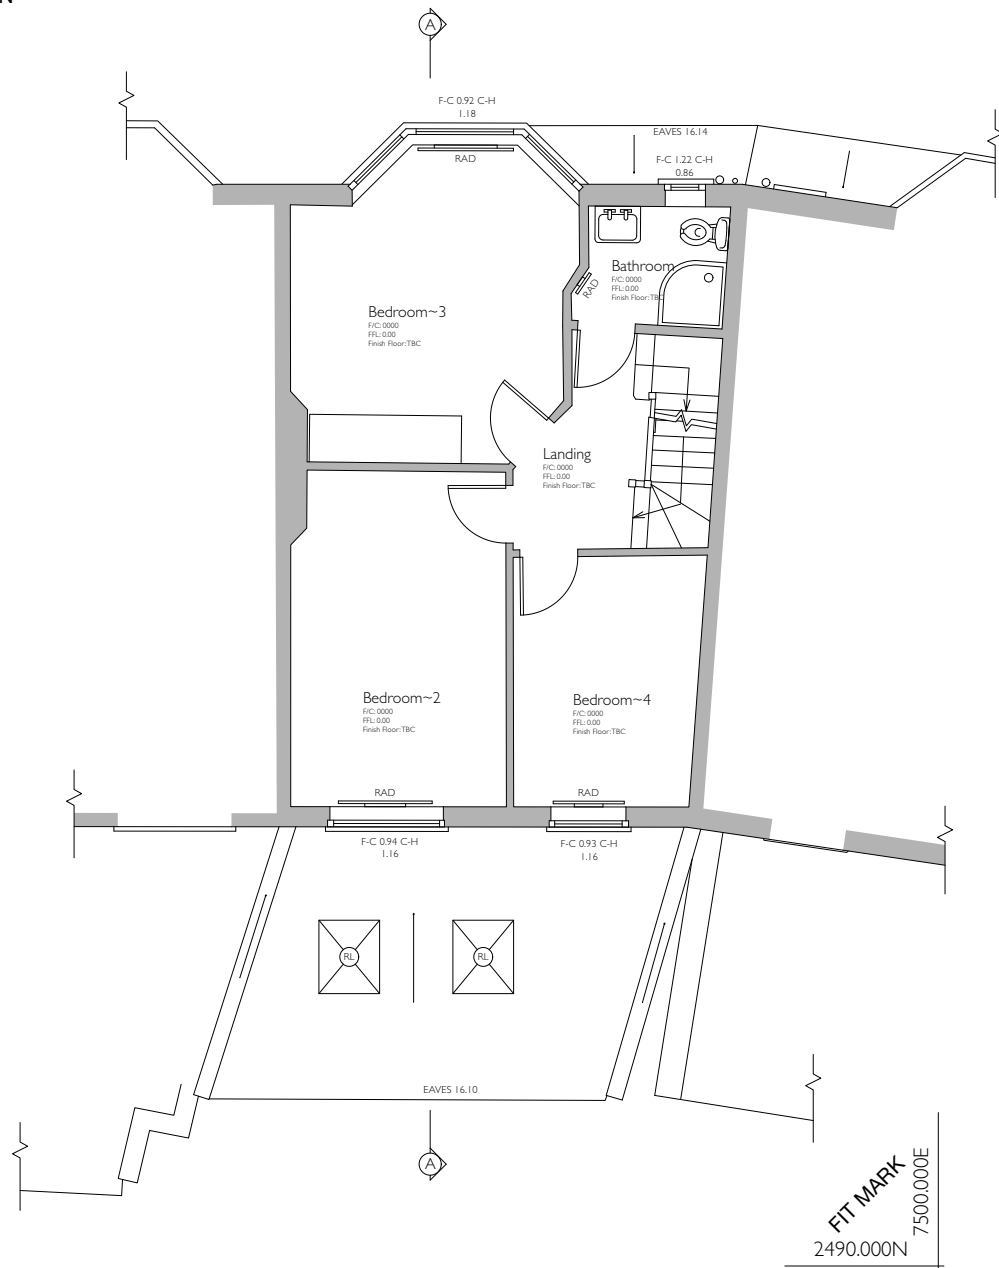 N
A
F-C 0.92 C-H
1.18
RAD
EAVES 16.14
F-C 1.22 C-H
0.86
Bathroom
F/C: 0000
FFL: 0.00
Finish Floor: TBC
RAD
Bedroom~3
F/C: 0000
FFL: 0.00
Finish Floor: TBC
Landing
F/C: 0000
FFL: 0.00
Finish Floor: TBC
Bedroom~2
F/C: 0000
FFL: 0.00
Finish Floor: TBC
Bedroom~4
F/C: 0000
FFL: 0.00
Finish Floor: TBC
RAD
RAD
F-C 0.94 C-H
1.16
F-C 0.93 C-H
1.16
RL
RL
EAVES 16.10
A
FIT MARK
7500.000E
2490.000N